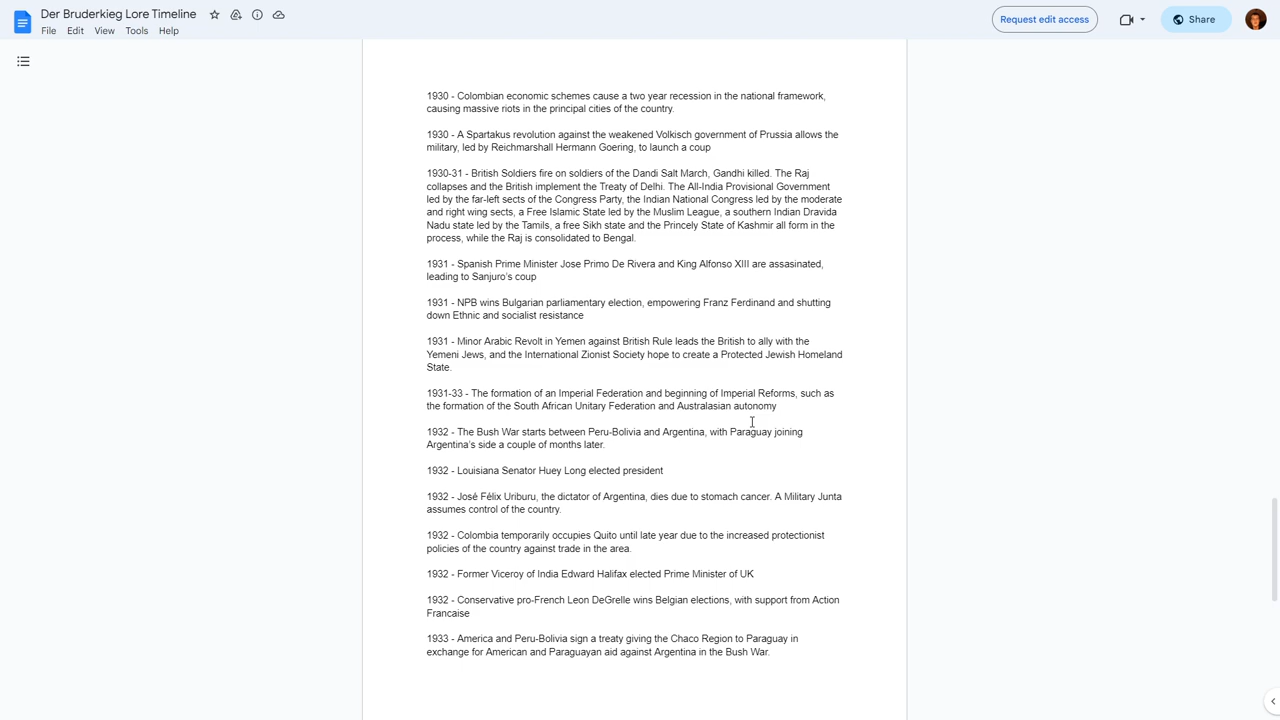 Der Bruderkieg Lore Timeline
File Edit View Tools Help
Request edit access
Share
1930 - Colombian economic schemes cause a two year recession in the national framework,
causing massive riots in the principal cities of the country.
1930 - A Spartakus revolution against the weakened Volkisch government of Prussia allows the
military, led by Reichmarshall Hermann Goering, to launch a coup
1930-31 - British Soldiers fire on soldiers of the Dandi Salt March, Gandhi killed. The Raj
collapses and the British implement the Treaty of Delhi. The All-India Provisional Government
led by the far-left sects of the Congress Party, the Indian National Congress led by the moderate
and right wing sects, a Free Islamic State led by the Muslim League, a southern Indian Dravida
Nadu state led by the Tamils, a free Sikh state and the Princely State of Kashmir all form in the
process, while the Raj is consolidated to Bengal.
1931 - Spanish Prime Minister Jose Primo De Rivera and King Alfonso XIII are assasinated,
leading to Sanjuro's coup
1931 - NPB wins Bulgarian parliamentary election, empowering Franz Ferdinand and shutting
down Ethnic and socialist resistance
1931 - Minor Arabic Revolt in Yemen against British Rule leads the British to ally with the
Yemeni Jews, and the International Zionist Society hope to create a Protected Jewish Homeland
State.
1931-33 - The formation of an Imperial Federation and beginning of Imperial Reforms, such as
the formation of the South African Unitary Federation and Australasian autonomy
1932 - The Bush War starts between Peru-Bolivia and Argentina, with Paraguay joining
Argentina's side a couple of months later.
1932 - Louisiana Senator Huey Long elected president
1932 - José Félix Uriburu, the dictator of Argentina, dies due to stomach cancer. A Military Junta
assumes control of the country.
1932 - Colombia temporarily occupies Quito until late year due to the increased protectionist
policies of the country against trade in the area.
1932 - Former Viceroy of India Edward Halifax elected Prime Minister of UK
1932 - Conservative pro-French Leon DeGrelle wins Belgian elections, with support from Action
Francaise
1933 - America and Peru-Bolivia sign a treaty giving the Chaco Region to Paraguay in
exchange for American and Paraguayan aid against Argentina in the Bush War.